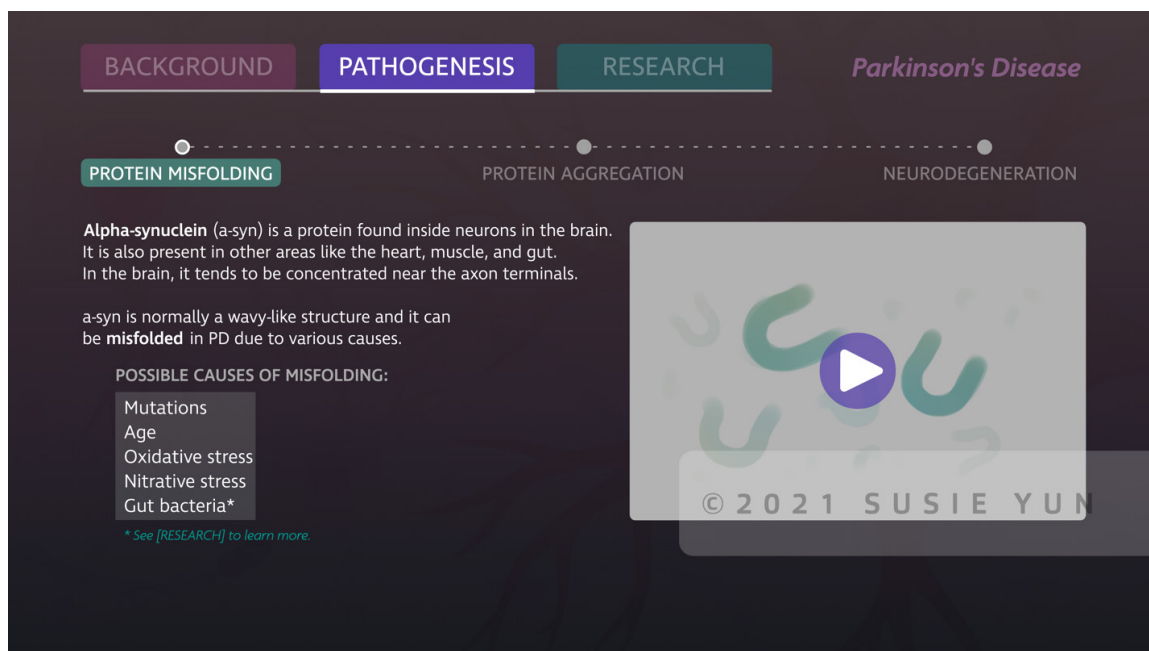 BACKGROUND
PATHOGENESIS
RESEARCH
Parkinson's Disease
PROTEIN MISFOLDING
PROTEIN AGGREGATION
NEURODEGENERATION
Alpha-synuclein (a-syn) is a protein found inside neurons in the brain.
It is also present in other areas like the heart, muscle, and gut.
In the brain, it tends to be concentrated near the axon terminals.
a-syn is normally a wavy-like structure and it can
be misfolded in PD due to various causes.
POSSIBLE CAUSES OF MISFOLDING:
Mutations
Age
Oxidative stress
Nitrative stress
Gut bacteria*
* See [RESEARCH] to learn more.
©2021 SUSIE YUN